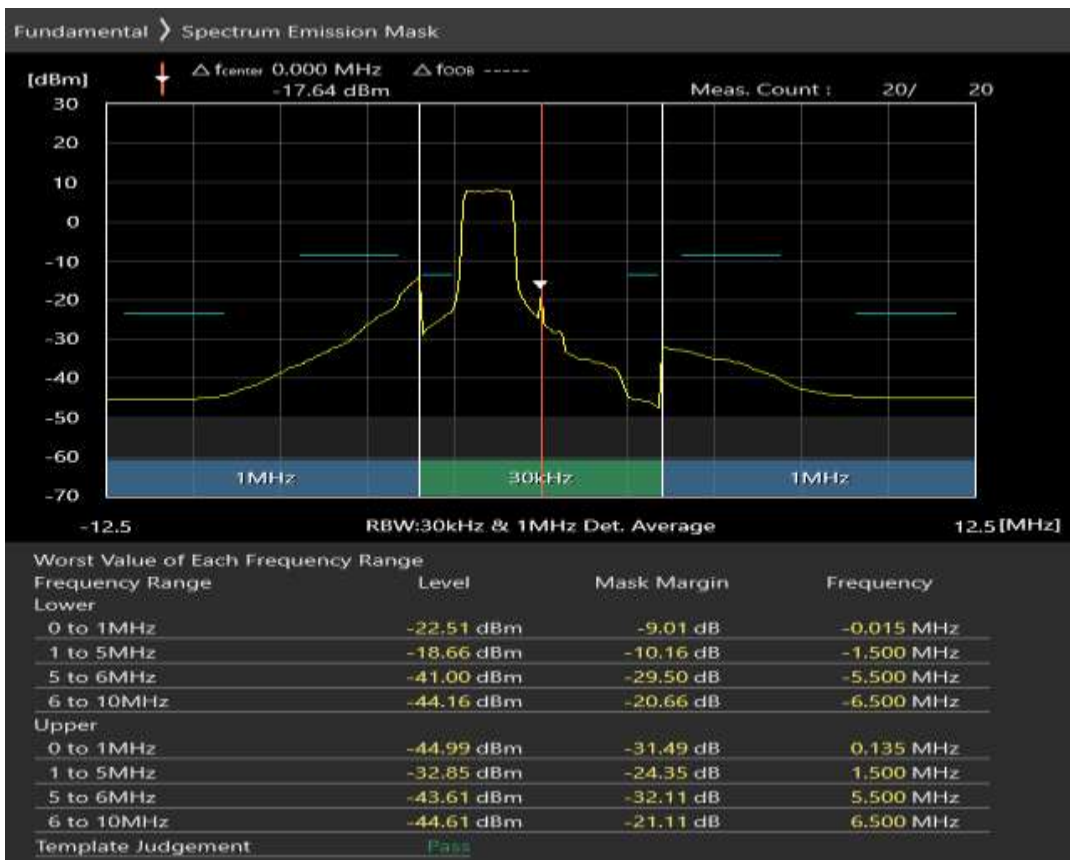 Fundamental ❯ Spectrum Emission Mask
[dBm] △ fcenter 0.000 MHz △ fOOB -----
-17.64 dBm Meas. Count : 20/ 20
30
20
10
0
-10
-20
-30
-40
-50
-60
1MHz 30kHz 1MHz
-70
-12.5 RBW:30kHz & 1MHz Det. Average 12.5 [MHz]
Worst Value of Each Frequency Range
Frequency Range Level Mask Margin Frequency
Lower
0 to 1MHz -22.51 dBm -9.01 dB -0.015 MHz
1 to 5MHz -18.66 dBm -10.16 dB -1.500 MHz
5 to 6MHz -41.00 dBm -29.50 dB -5.500 MHz
6 to 10MHz -44.16 dBm -20.66 dB -6.500 MHz
Upper
0 to 1MHz -44.99 dBm -31.49 dB 0.135 MHz
1 to 5MHz -32.85 dBm -24.35 dB 1.500 MHz
5 to 6MHz -43.61 dBm -32.11 dB 5.500 MHz
6 to 10MHz -44.61 dBm -21.11 dB 6.500 MHz
Template Judgement Pass